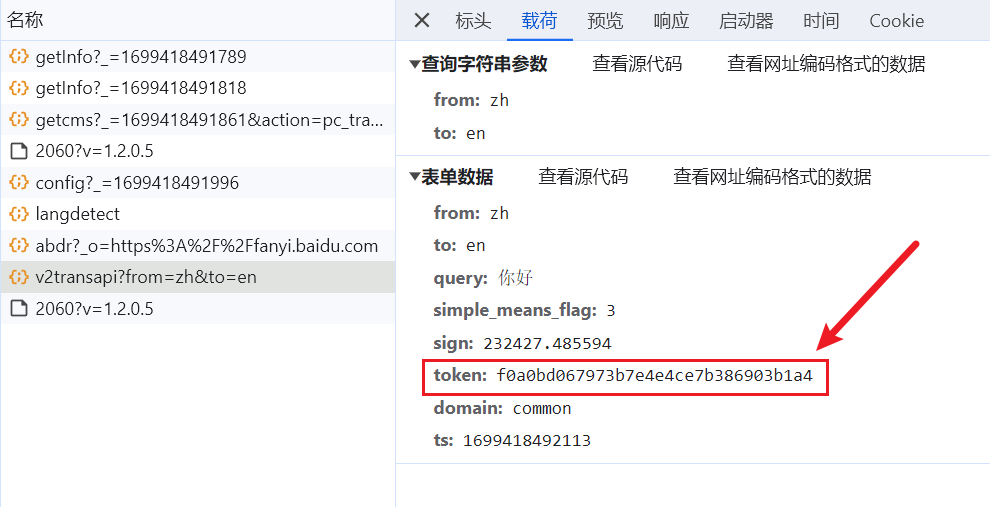 名称
getInfo?_=1699418491789
getInfo?_=1699418491818
getcms?_=1699418491861&action=pc_tra...
2060?v=1.2.0.5
config?_=1699418491996
langdetect
abdr?_o=https%3A%2F%2Ffanyi.baidu.com
v2transapi?from=zh&to=en
2060?v=1.2.0.5
标头 载荷 预览 响应 启动器 时间 Cookie
查询字符串参数 查看源代码 查看网址编码格式的数据
from: zh
to: en
表单数据 查看源代码 查看网址编码格式的数据
from: zh
to: en
query: 你好
simple_means_flag: 3
sign: 232427.485594
token: f0a0bd067973b7e4e4ce7b386903b1a4
domain: common
ts: 1699418492113